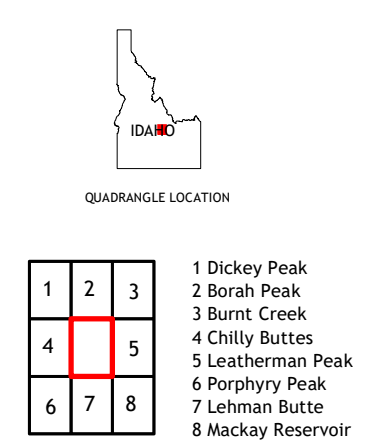 IDAHO
QUADRANGLE LOCATION
1 2 3
4 5
6 7 8
1 Dickey Peak
2 Borah Peak
3 Burnt Creek
4 Chilly Buttes
5 Leatherman Peak
6 Porphyry Peak
7 Lehman Butte
8 Mackay Reservoir